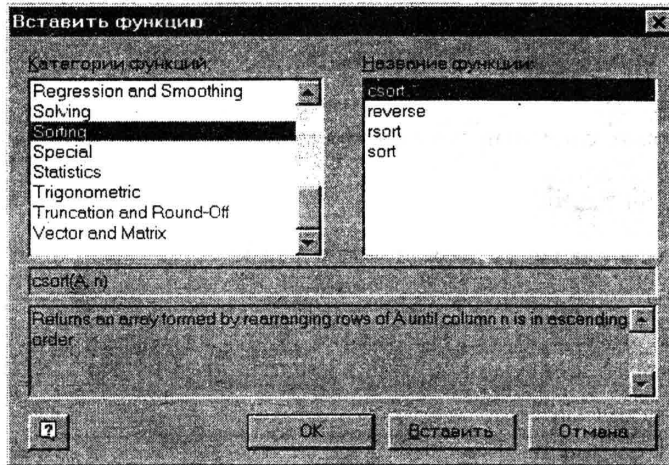 Вставить функцию
Категории функций:
Название функции:
Regression and Smoothing
Solving
Sorting
Special
Statistics
Trigonometric
Truncation and Round-Off
Vector and Matrix
csort
reverse
rsort
sort
csort(A, n)
Returns an array formed by rearranging rows of A until column n is in ascending
order
?
OK
Вставить
Отмена